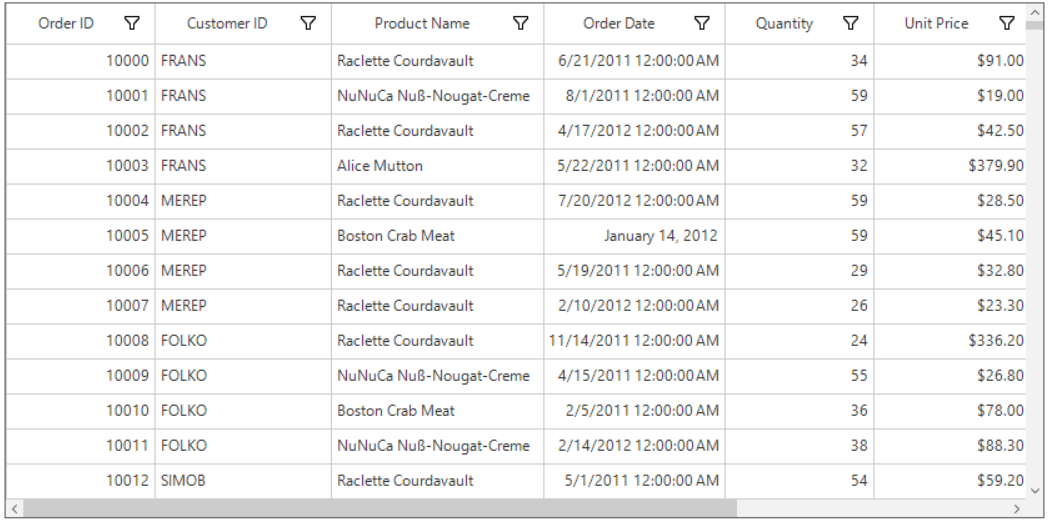 Order ID Customer ID Product Name Order Date Quantity Unit Price
10000 FRANS Raclette Courdavault 6/21/2011 12:00:00 AM 34 $91.00
10001 FRANS NuNuCa Nuß-Nougat-Creme 8/1/2011 12:00:00 AM 59 $19.00
10002 FRANS Raclette Courdavault 4/17/2012 12:00:00 AM 57 $42.50
10003 FRANS Alice Mutton 5/22/2011 12:00:00 AM 32 $379.90
10004 MEREP Raclette Courdavault 7/20/2012 12:00:00 AM 59 $28.50
10005 MEREP Boston Crab Meat January 14, 2012 59 $45.10
10006 MEREP Raclette Courdavault 5/19/2011 12:00:00 AM 29 $32.80
10007 MEREP Raclette Courdavault 2/10/2012 12:00:00 AM 26 $23.30
10008 FOLKO Raclette Courdavault 11/14/2011 12:00:00 AM 24 $336.20
10009 FOLKO NuNuCa Nuß-Nougat-Creme 4/15/2011 12:00:00 AM 55 $26.80
10010 FOLKO Boston Crab Meat 2/5/2011 12:00:00 AM 36 $78.00
10011 FOLKO NuNuCa Nuß-Nougat-Creme 2/14/2012 12:00:00 AM 38 $88.30
10012 SIMOB Raclette Courdavault 5/1/2011 12:00:00 AM 54 $59.20